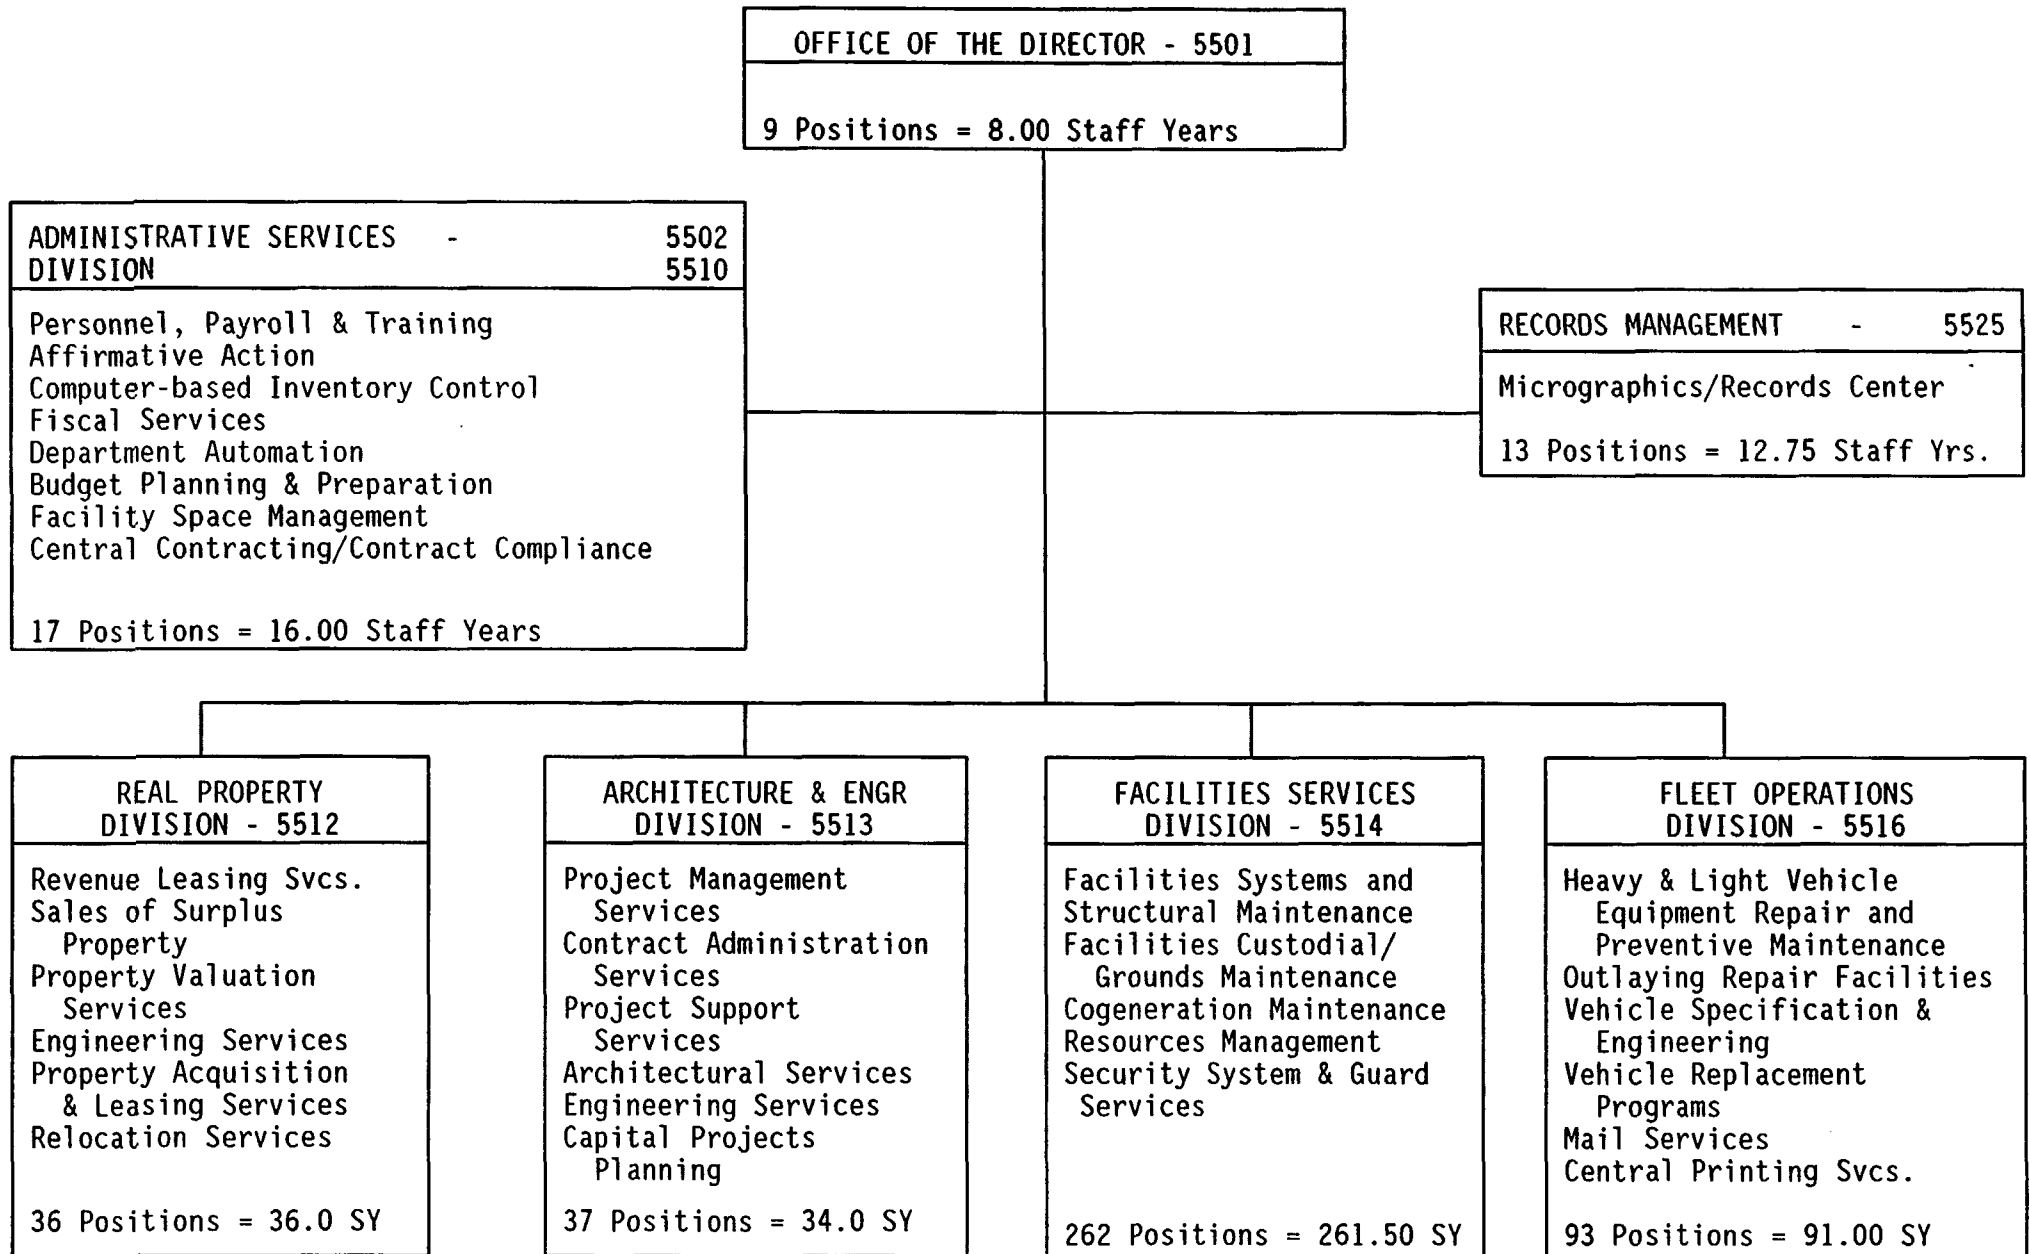 OFFICE OF THE DIRECTOR - 5501
9 Positions = 8.00 Staff Years
ADMINISTRATIVE SERVICES - 5502
DIVISION 5510
Personnel, Payroll & Training
Affirmative Action
Computer-based Inventory Control
Fiscal Services
Department Automation
Budget Planning & Preparation
Facility Space Management
Central Contracting/Contract Compliance
17 Positions = 16.00 Staff Years
RECORDS MANAGEMENT - 5525
Micrographics/Records Center
13 Positions = 12.75 Staff Yrs.
REAL PROPERTY
DIVISION - 5512
Revenue Leasing Svcs.
Sales of Surplus
Property
Property Valuation
Services
Engineering Services
Property Acquisition
& Leasing Services
Relocation Services
36 Positions = 36.0 SY
ARCHITECTURE & ENGR
DIVISION - 5513
Project Management
Services
Contract Administration
Services
Project Support
Services
Architectural Services
Engineering Services
Capital Projects
Planning
37 Positions = 34.0 SY
FACILITIES SERVICES
DIVISION - 5514
Facilities Systems and
Structural Maintenance
Facilities Custodial/
Grounds Maintenance
Cogeneration Maintenance
Resources Management
Security System & Guard
Services
262 Positions = 261.50 SY
FLEET OPERATIONS
DIVISION - 5516
Heavy & Light Vehicle
Equipment Repair and
Preventive Maintenance
Outlaying Repair Facilities
Vehicle Specification &
Engineering
Vehicle Replacement
Programs
Mail Services
Central Printing Svcs.
93 Positions = 91.00 SY